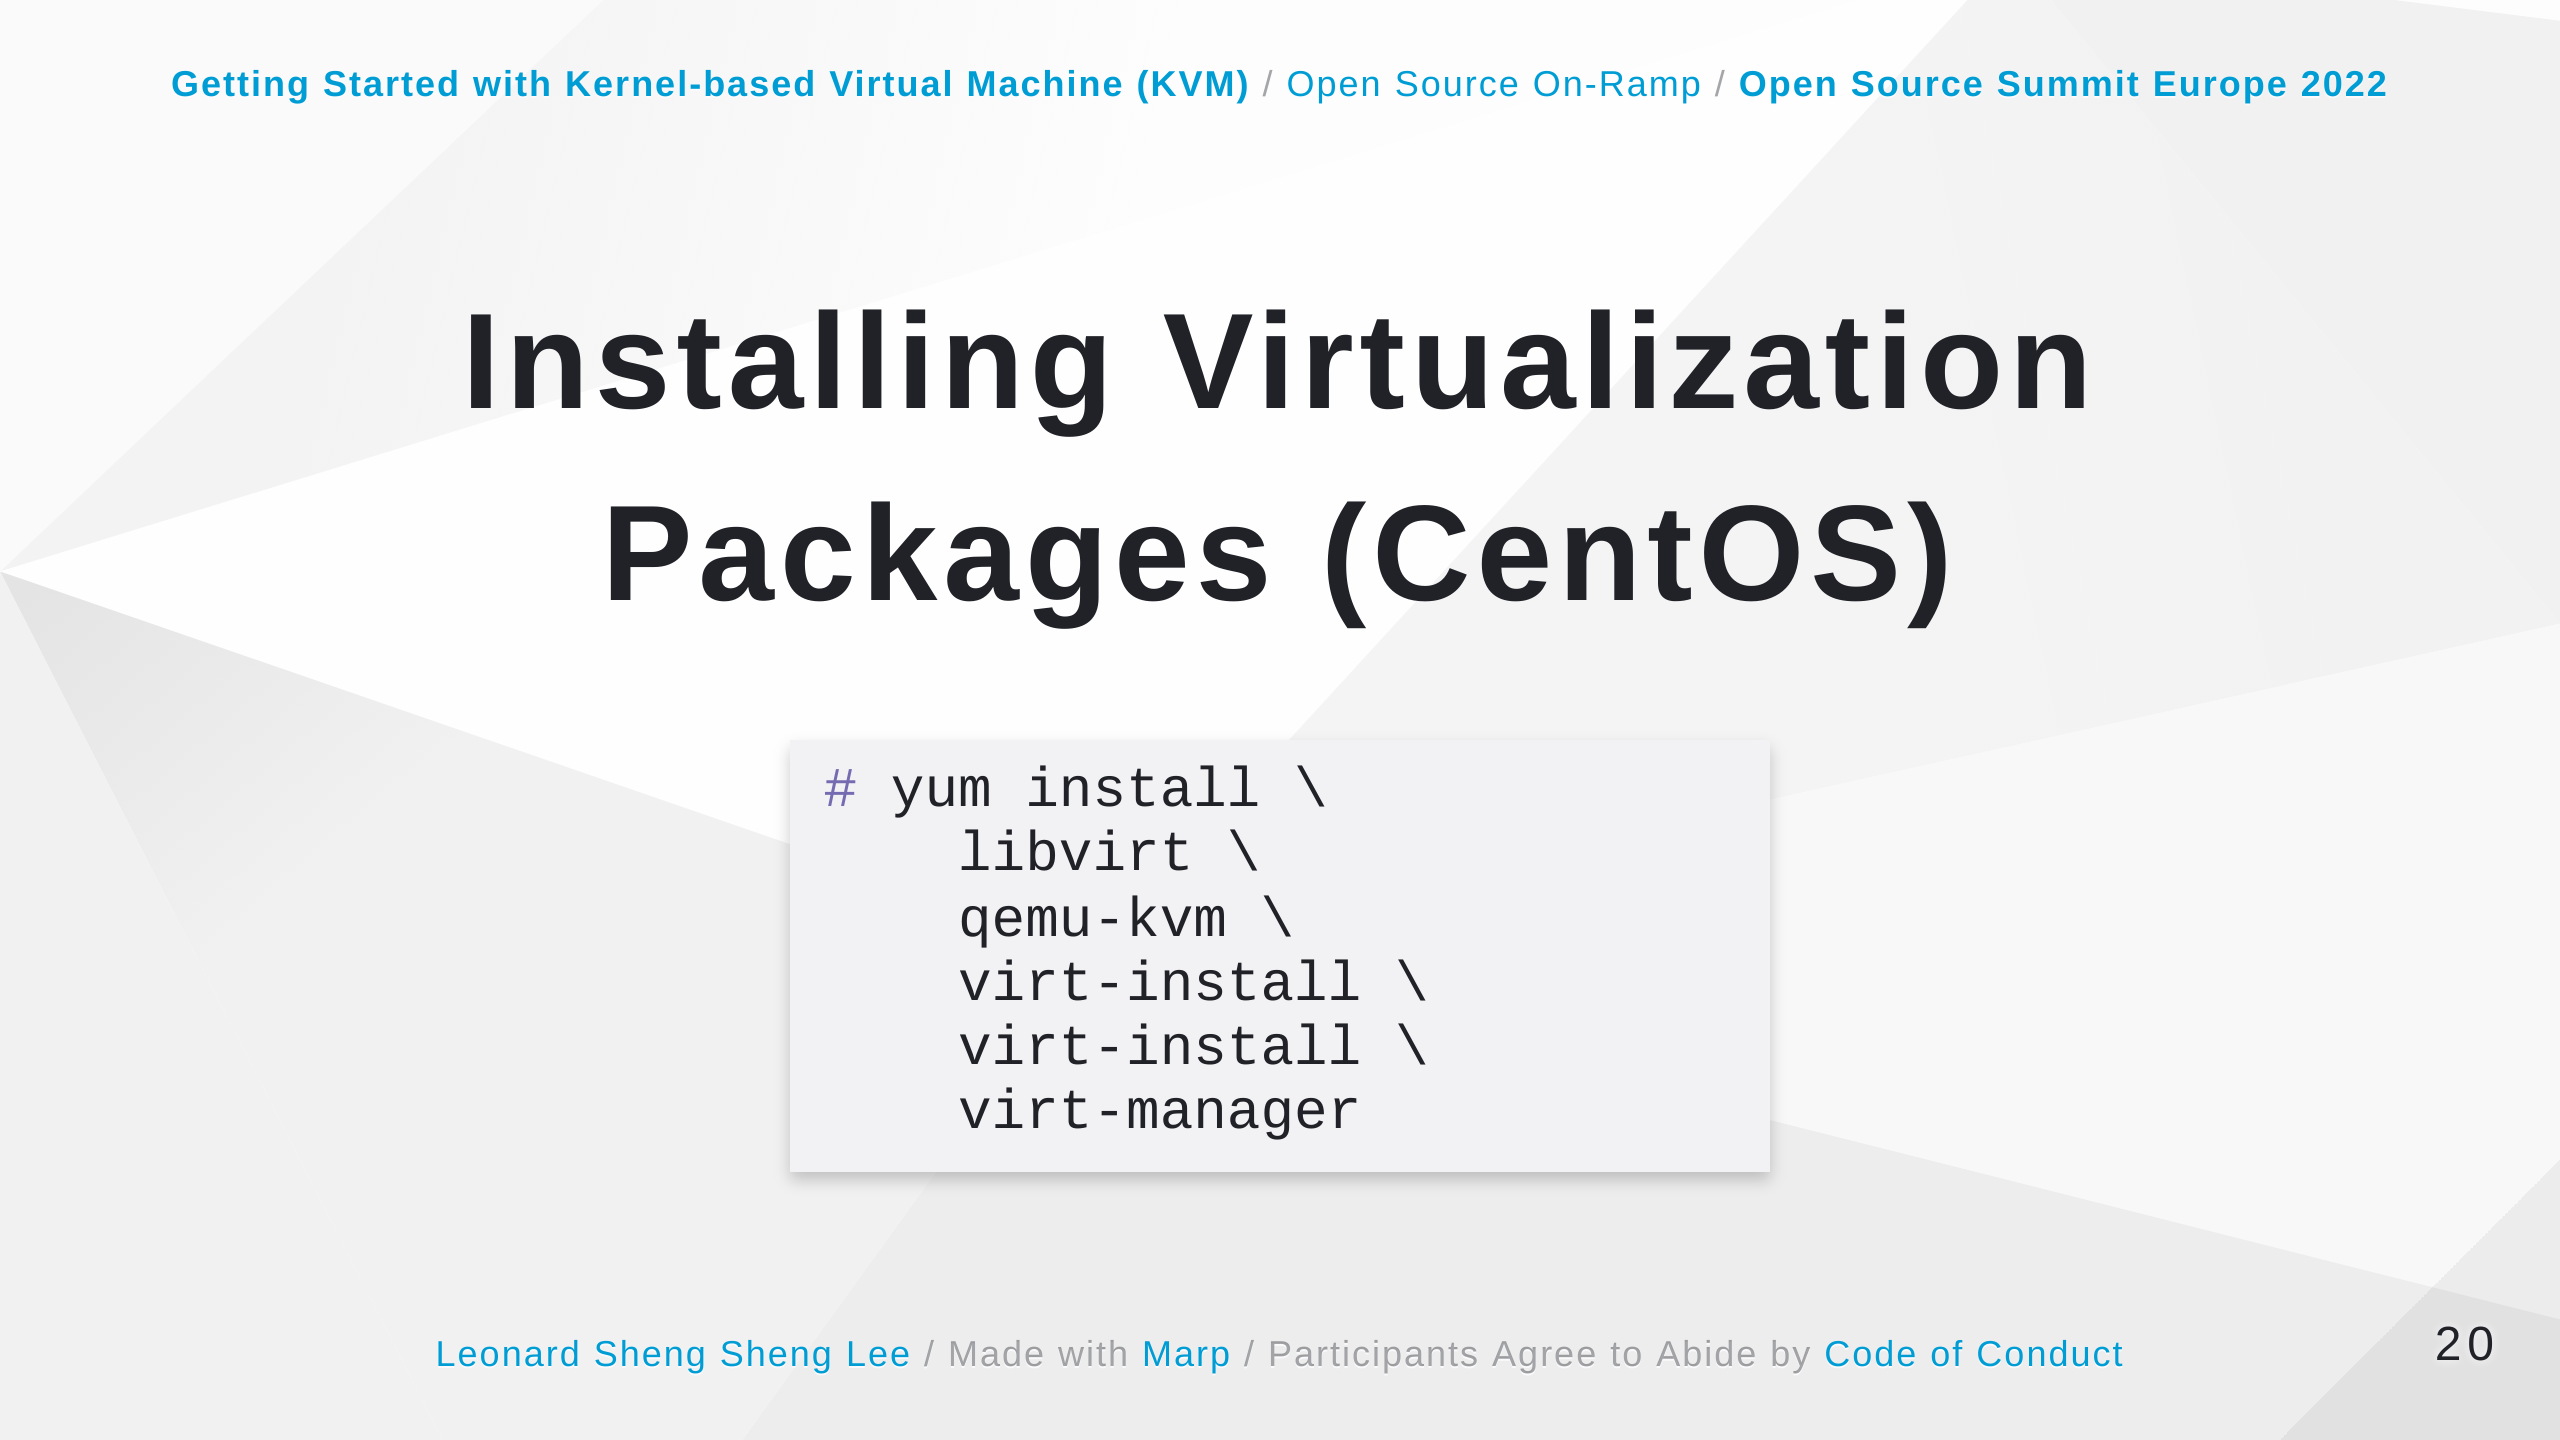 Getting Started with Kernel-based Virtual Machine (KVM) / Open Source On-Ramp / Open Source Summit Europe 2022
Installing Virtualization
Packages (CentOS)
# yum install \
    libvirt \
    qemu-kvm \
    virt-install \
    virt-install \
    virt-manager
Leonard Sheng Sheng Lee / Made with Marp / Participants Agree to Abide by Code of Conduct
20